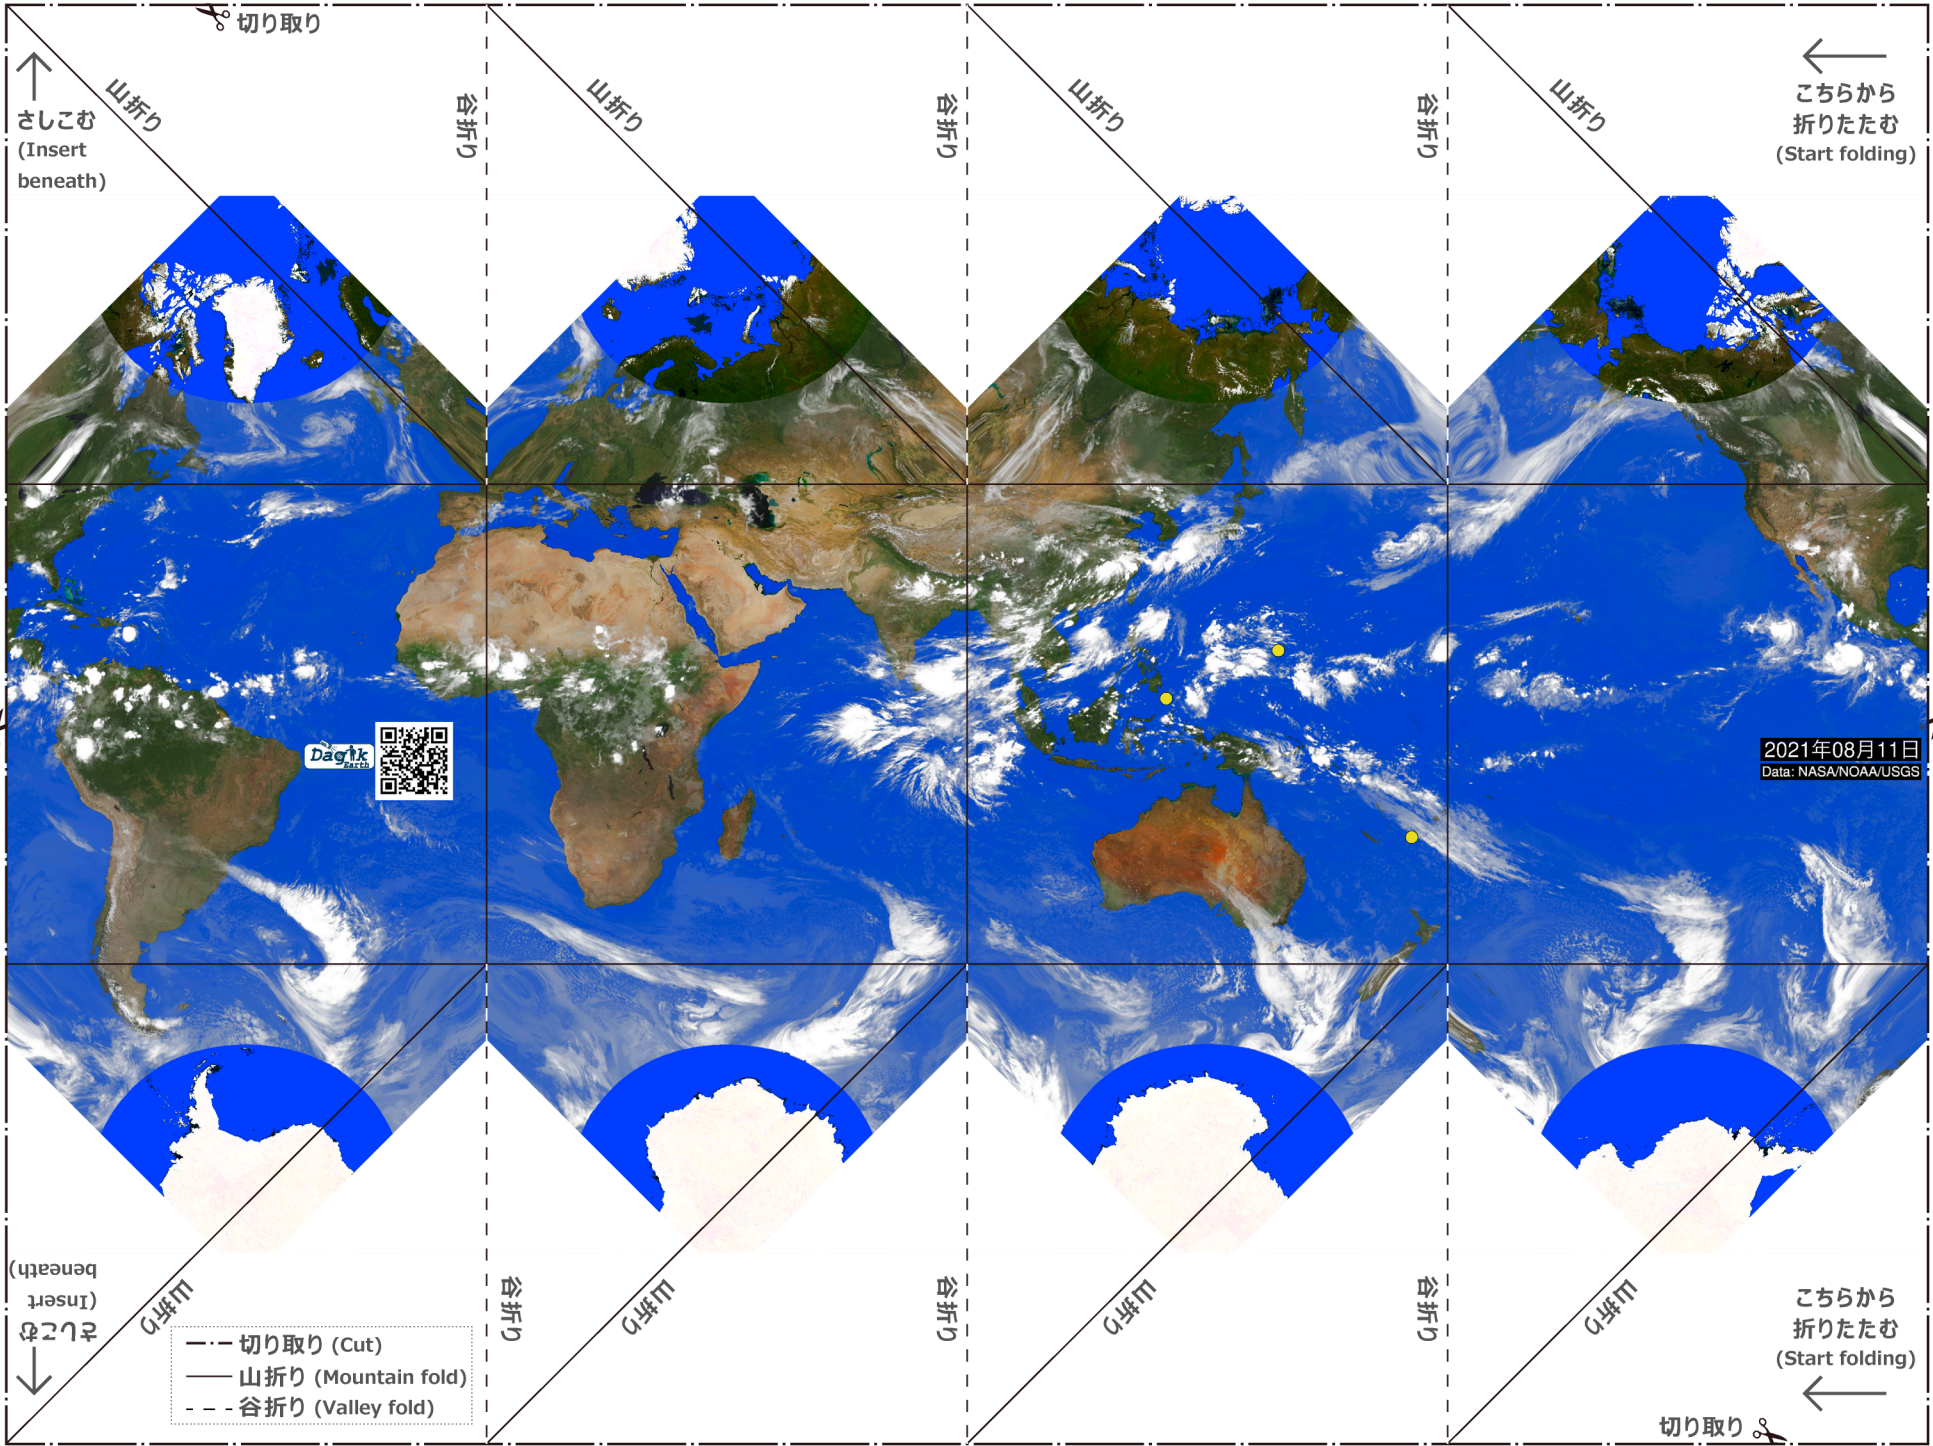 切り取り
山折り
谷折り
山折り
谷折り
山折り
谷折り
山折り
さしこむ
(Insert
beneath)
こちらから
折りたたむ
(Start folding)
Dagik
Earth
2021年08月11日
Data: NASA/NOAA/USGS
さしこむ
(Insert
beneath)
山折り
谷折り
山折り
谷折り
山折り
谷折り
山折り
こちらから
折りたたむ
(Start folding)
切り取り (Cut)
山折り (Mountain fold)
谷折り (Valley fold)
切り取り